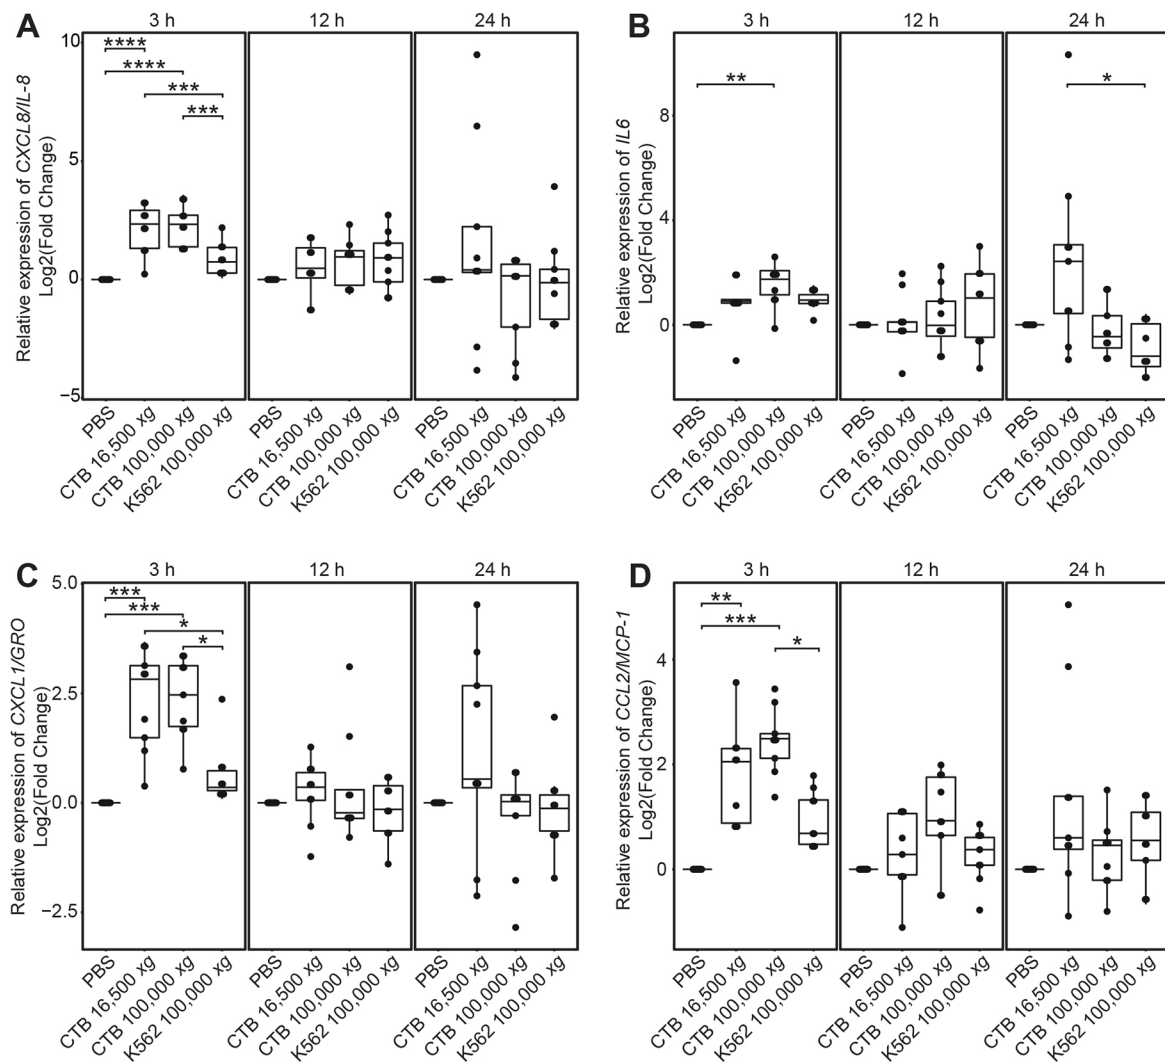 A
3 h
12 h
24 h
Relative expression of CXCL8/IL-8
Log2(Fold Change)
10
5
0
−5
****
****
***
***
PBS
CTB 16,500 xg
CTB 100,000 xg
K562 100,000 xg
PBS
CTB 16,500 xg
CTB 100,000 xg
K562 100,000 xg
PBS
CTB 16,500 xg
CTB 100,000 xg
K562 100,000 xg
B
3 h
12 h
24 h
Relative expression of IL6
Log2(Fold Change)
8
4
0
**
*
PBS
CTB 16,500 xg
CTB 100,000 xg
K562 100,000 xg
PBS
CTB 16,500 xg
CTB 100,000 xg
K562 100,000 xg
PBS
CTB 16,500 xg
CTB 100,000 xg
K562 100,000 xg
C
3 h
12 h
24 h
Relative expression of CXCL1/GRO
Log2(Fold Change)
5.0
2.5
0.0
−2.5
***
***
*
*
PBS
CTB 16,500 xg
CTB 100,000 xg
K562 100,000 xg
PBS
CTB 16,500 xg
CTB 100,000 xg
K562 100,000 xg
PBS
CTB 16,500 xg
CTB 100,000 xg
K562 100,000 xg
D
3 h
12 h
24 h
Relative expression of CCL2/MCP-1
Log2(Fold Change)
4
2
0
**
***
*
PBS
CTB 16,500 xg
CTB 100,000 xg
K562 100,000 xg
PBS
CTB 16,500 xg
CTB 100,000 xg
K562 100,000 xg
PBS
CTB 16,500 xg
CTB 100,000 xg
K562 100,000 xg